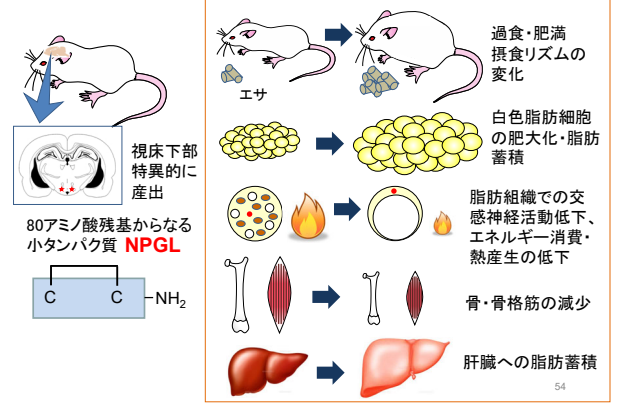 視床下部
特異的に
産出
80アミノ酸残基からなる
小タンパク質 NPGL
C C NH2
エサ
過食・肥満
摂食リズムの
変化
白色脂肪細胞
の肥大化・脂肪
蓄積
脂肪組織での交
感神経活動低下、
エネルギー消費・
熱産生の低下
骨・骨格筋の減少
肝臓への脂肪蓄積
54